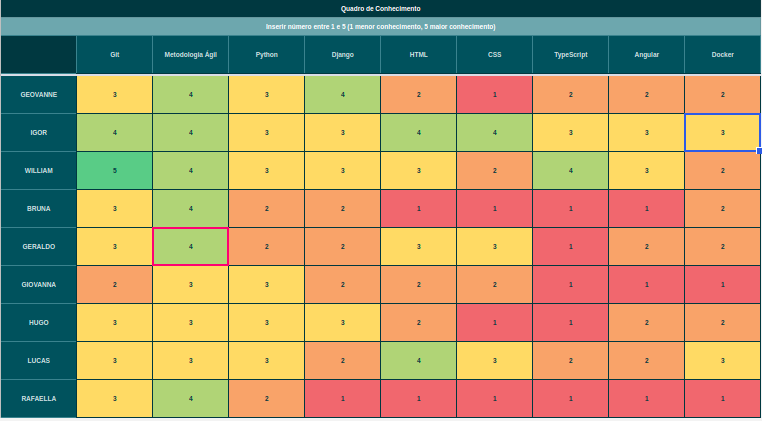 Quadro de Conhecimento
Inserir número entre 1 e 5 (1 menor conhecimento, 5 maior conhecimento)
Git Metodologia Ágil Python Django HTML CSS TypeScript Angular Docker
GEOVANNE 3 4 3 4 2 1 2 2 2
IGOR 4 4 3 3 4 4 3 3 3
WILLIAM 5 4 3 3 3 2 4 3 2
BRUNA 3 4 2 2 1 1 1 1 2
GERALDO 3 4 2 2 3 3 1 2 2
GIOVANNA 2 3 3 2 2 2 1 1 1
HUGO 3 3 3 3 2 1 1 2 2
LUCAS 3 3 3 2 4 3 2 2 3
RAFAELLA 3 4 2 1 1 1 1 1 1